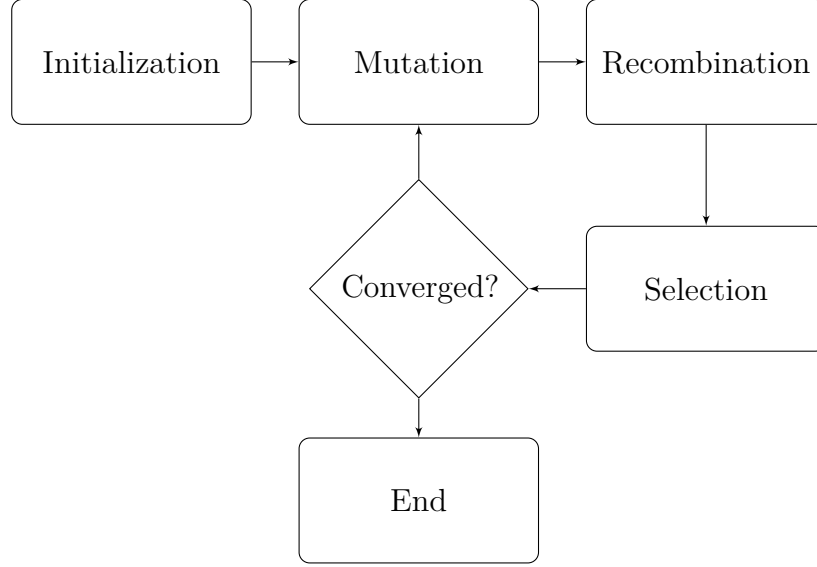 Initialization
Mutation
Recombination
Converged?
Selection
End